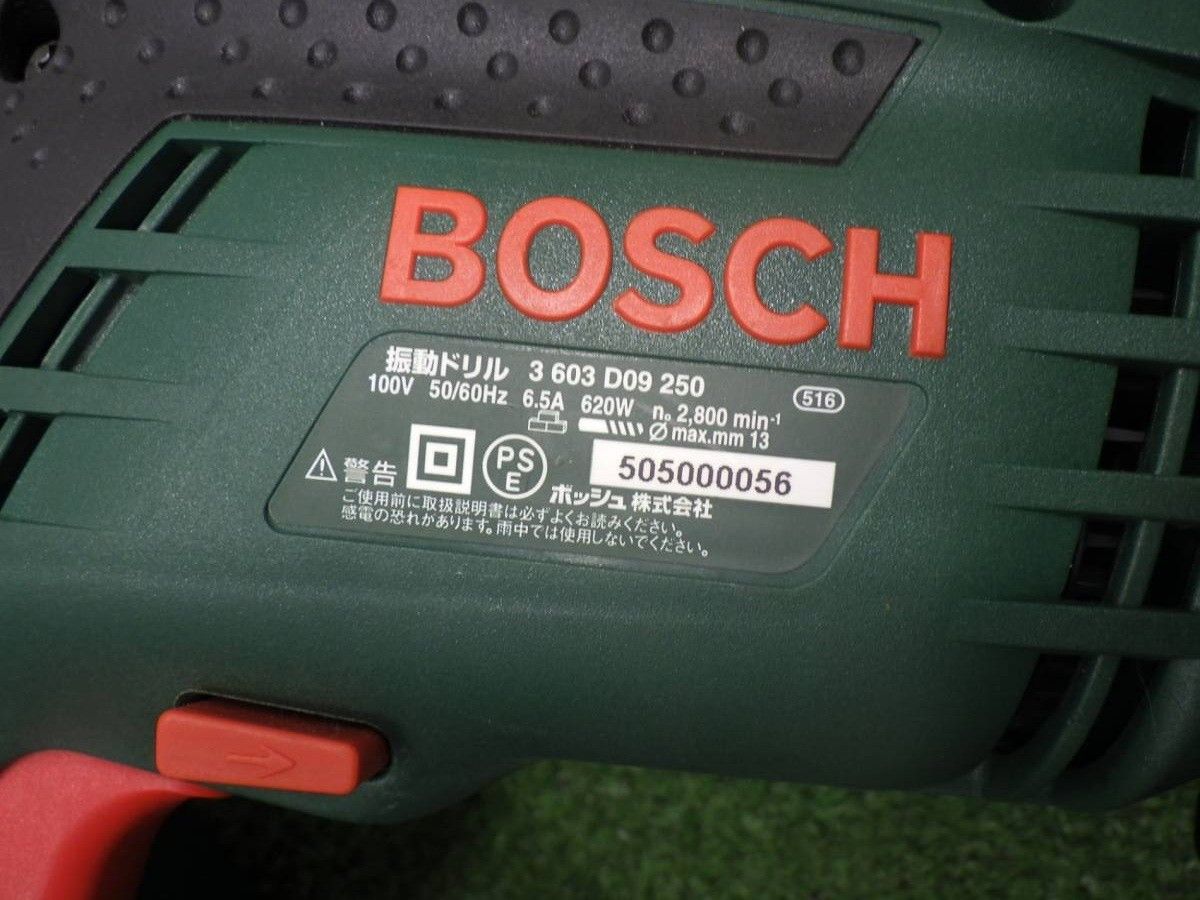 BOSCH
振動ドリル 3 603 D09 250
516
100V 50/60Hz 6.5A 620W n₀ 2,800 min-1
Ø max.mm 13
警告
PS
E
505000056
ボッシュ株式会社
ご使用前に取扱説明書は必ずよくお読みください。
感電の恐れがあります。雨中では使用しないでください。